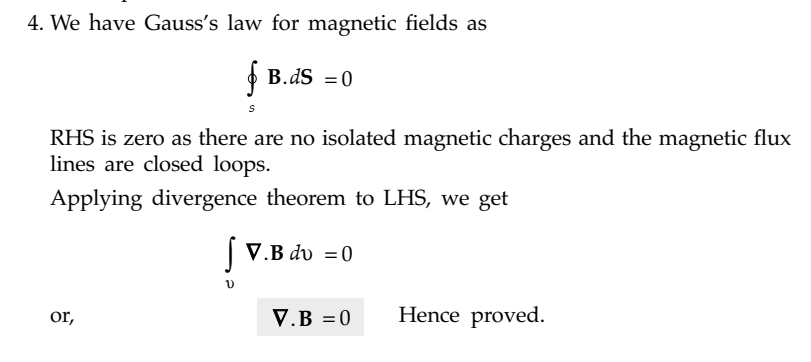 4. We have Gauss's law for magnetic fields as
∮ B.dS = 0
s
RHS is zero as there are no isolated magnetic charges and the magnetic flux
lines are closed loops.
Applying divergence theorem to LHS, we get
∫ ∇.B dυ = 0
υ
or, ∇.B = 0 Hence proved.